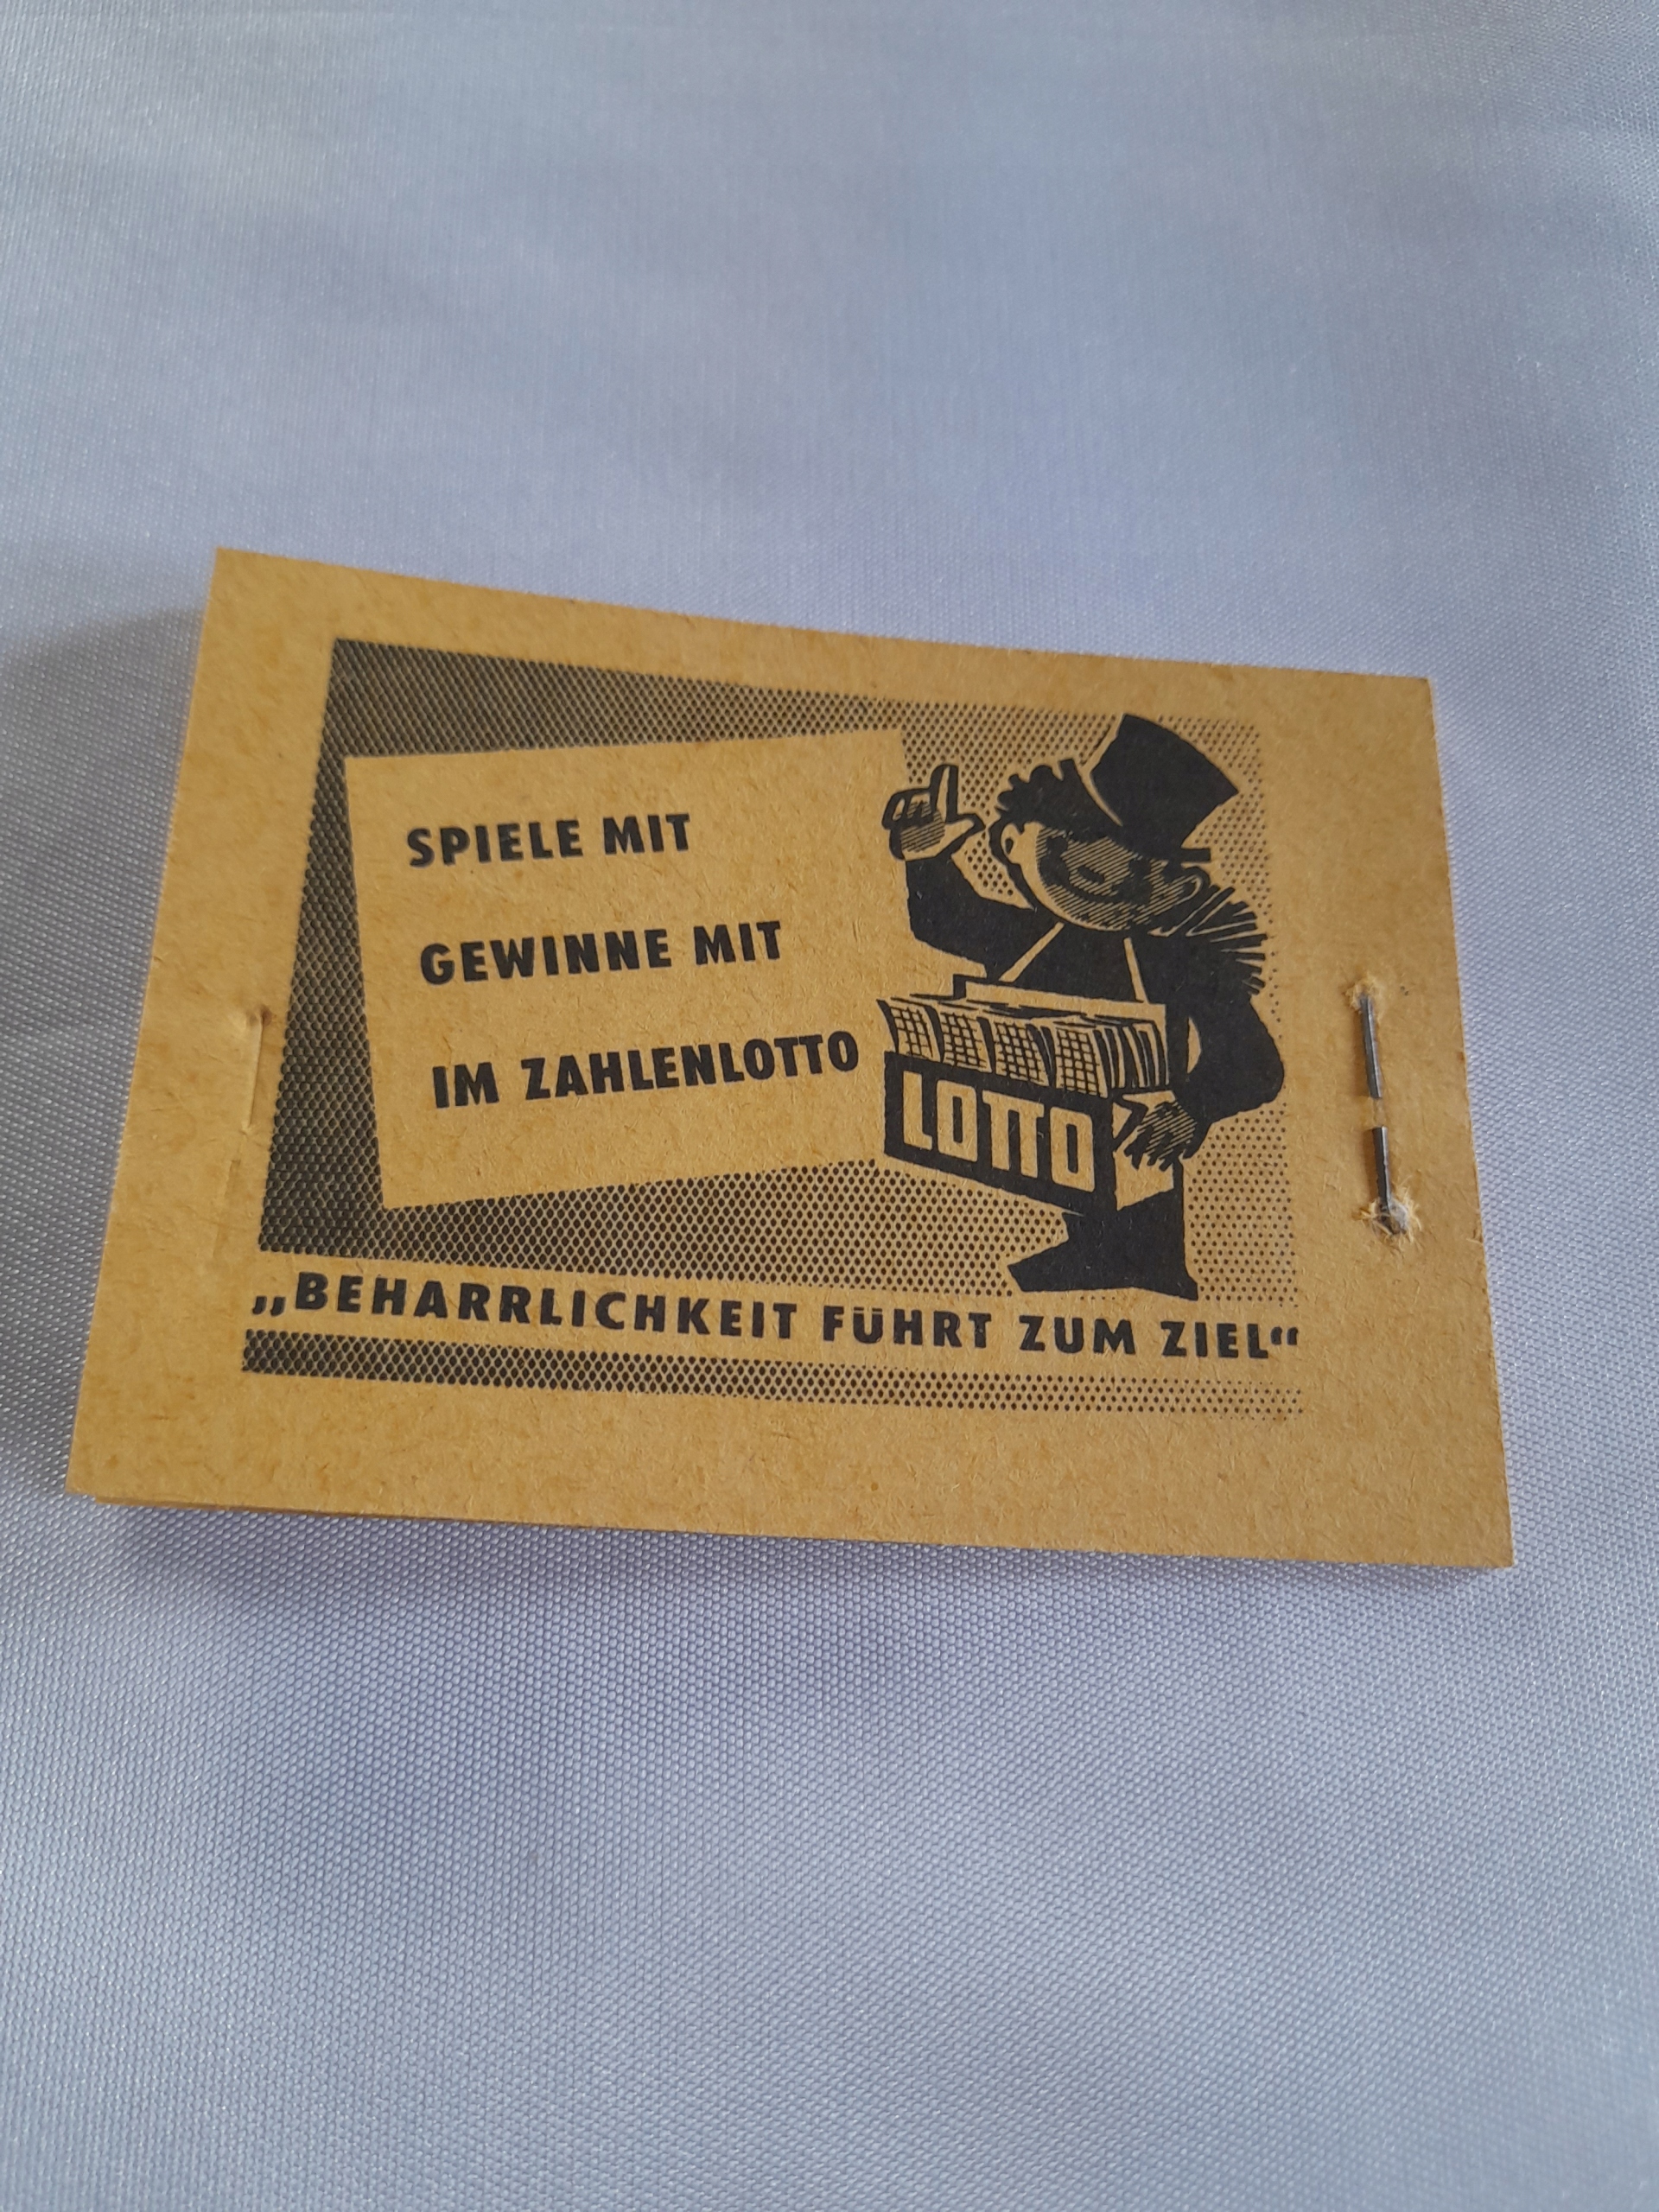 SPIELE MIT
GEWINNE MIT
IM ZAHLENLOTTO
LOTTO
„BEHARRLICHKEIT FÜHRT ZUM ZIEL“